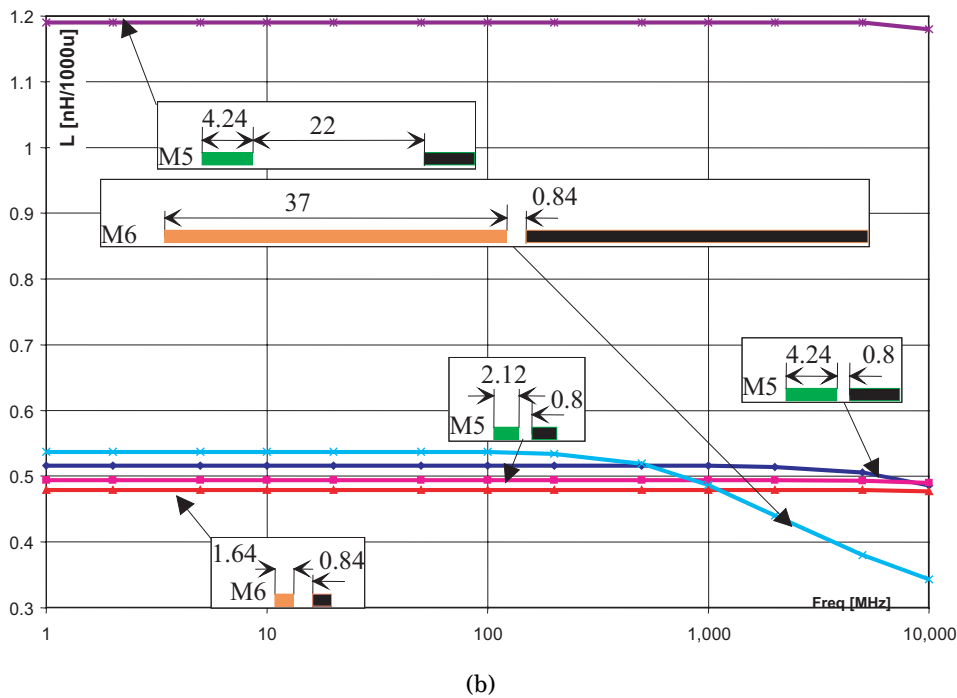 1.2
1.1
1
0.9
0.8
0.7
0.6
0.5
0.4
0.3
L [nH/1000u]
4.24 22
M5
37 0.84
M6
4.24 0.8
M5
2.12
0.8
M5
1.64 0.84
M6
Freq [MHz]
1 10 100 1,000 10,000
(b)